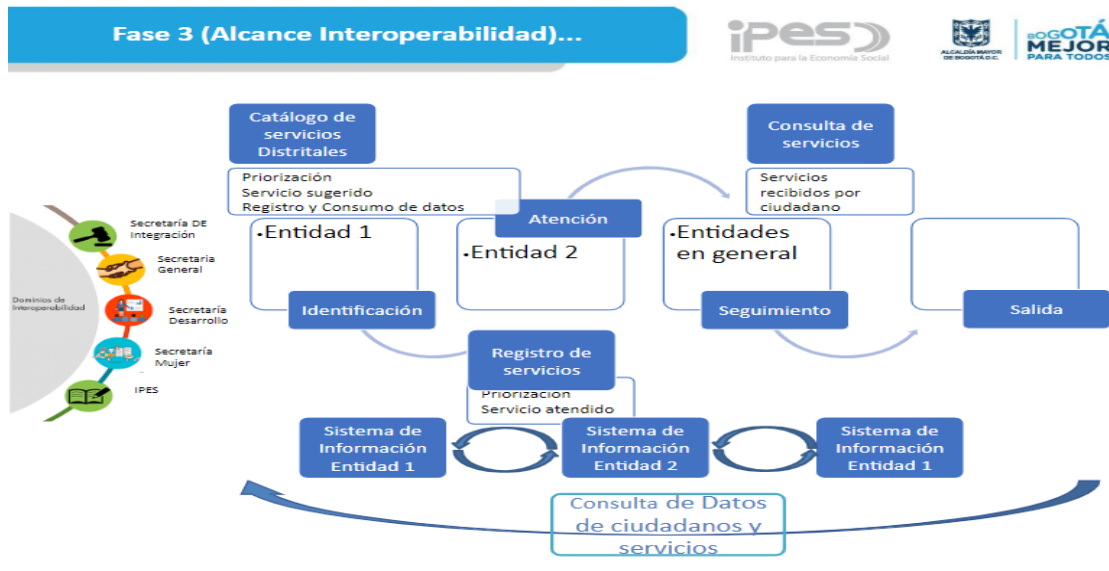 Fase 3 (Alcance Interoperabilidad)...
ipes
Instituto para la Economía Social
ALCALDÍA MAYOR
DE BOGOTÁ D.C.
BOGOTÁ
MEJOR
PARA TODOS
Catálogo de
servicios
Distritales
Priorización
Servicio sugerido
Registro y Consumo de datos
Consulta de
servicios
Servicios
recibidos por
ciudadano
Atención
•Entidad 1
•Entidad 2
•Entidades
en general
Identificación
Seguimiento
Salida
Secretaría DE
Integración
Secretaria
General
Dominios de
Interoperabilidad
Secretaría
Desarrollo
Secretaría
Mujer
IPES
Registro de
servicios
Priorización
Servicio atendido
Sistema de
Información
Entidad 1
Sistema de
Información
Entidad 2
Sistema de
Información
Entidad 1
Consulta de Datos
de ciudadanos y
servicios